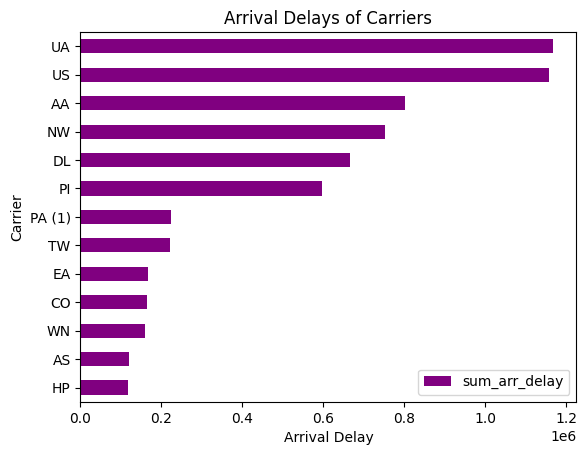 Arrival Delays of Carriers
UA
US
AA
NW
DL
PI
PA (1)
TW
EA
CO
WN
AS
HP
Carrier
sum_arr_delay
0.0 0.2 0.4 0.6 0.8 1.0 1.2
1e6
Arrival Delay